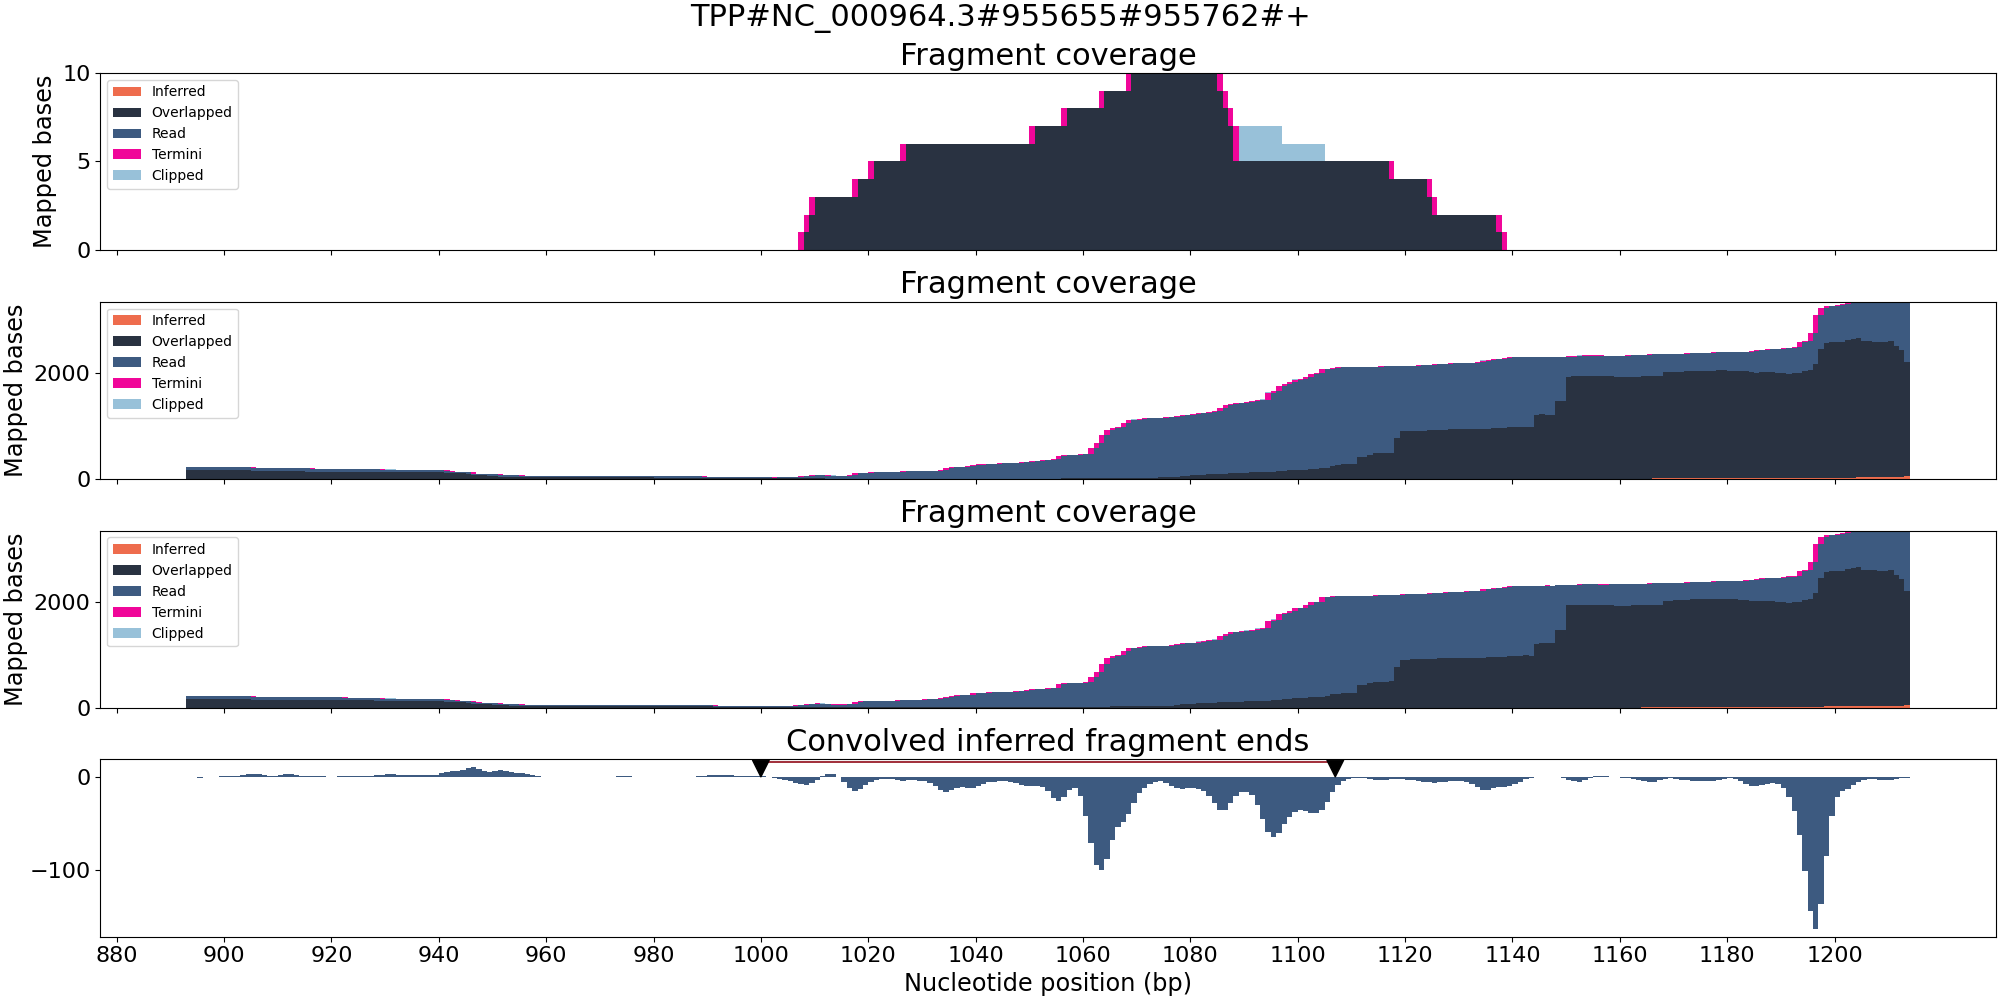 TPP#NC_000964.3#955655#955762#+
Fragment coverage
Mapped bases
10
5
0
Inferred
Overlapped
Read
Termini
Clipped
Fragment coverage
Mapped bases
2000
0
Inferred
Overlapped
Read
Termini
Clipped
Fragment coverage
Mapped bases
2000
0
Inferred
Overlapped
Read
Termini
Clipped
Convolved inferred fragment ends
0
−100
880 900 920 940 960 980 1000 1020 1040 1060 1080 1100 1120 1140 1160 1180 1200
Nucleotide position (bp)